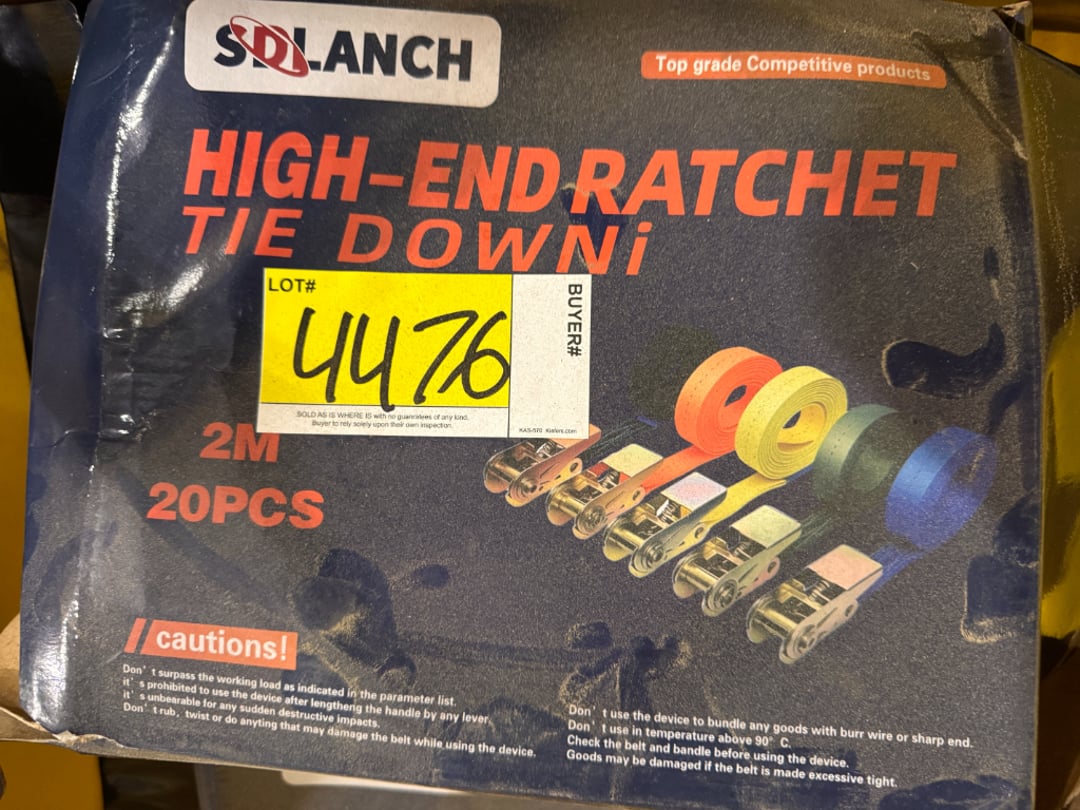 SDLANCH
Top grade Competitive products
HIGH-END RATCHET
TIE DOWNi
LOT#
4476
BUYER#
SOLD AS IS WHERE IS with no guarantees of any kind.
Buyer to rely solely upon their own inspection.
KAS-570 Kiefers.com
2M
20PCS
cautions!
Don't surpass the working load as indicated in the parameter list.
it's prohibited to use the device after lengtheng the handle by any lever.
it's unbearable for any sudden destructive impacts.
Don't rub, twist or do anyting that may damage the belt while using the device.
Don't use the device to bundle any goods with burr wire or sharp end.
Don't use in temperature above 90° C.
Check the belt and bandle before using the device.
Goods may be damaged if the belt is made excessive tight.